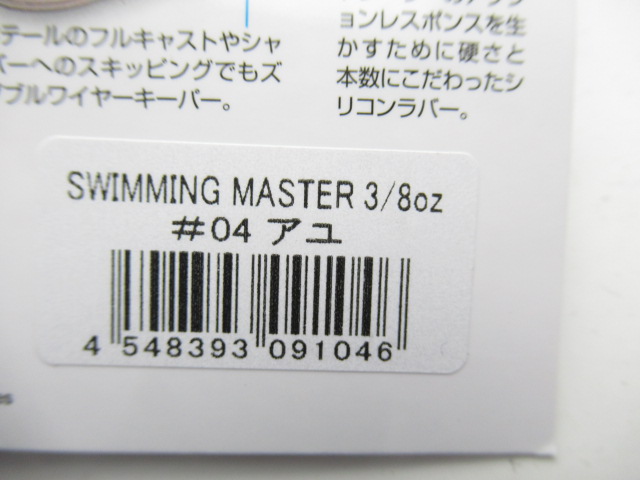 テールのフルキャストやシャ
バーへのスキッピングでもズ
ブルワイヤーキーパー。
ョンレスポンスを生
かすために硬さと
本数にこだわったシ
リコンラバー。
SWIMMING MASTER 3/8oz
#04 アユ
4 548393 091046
es